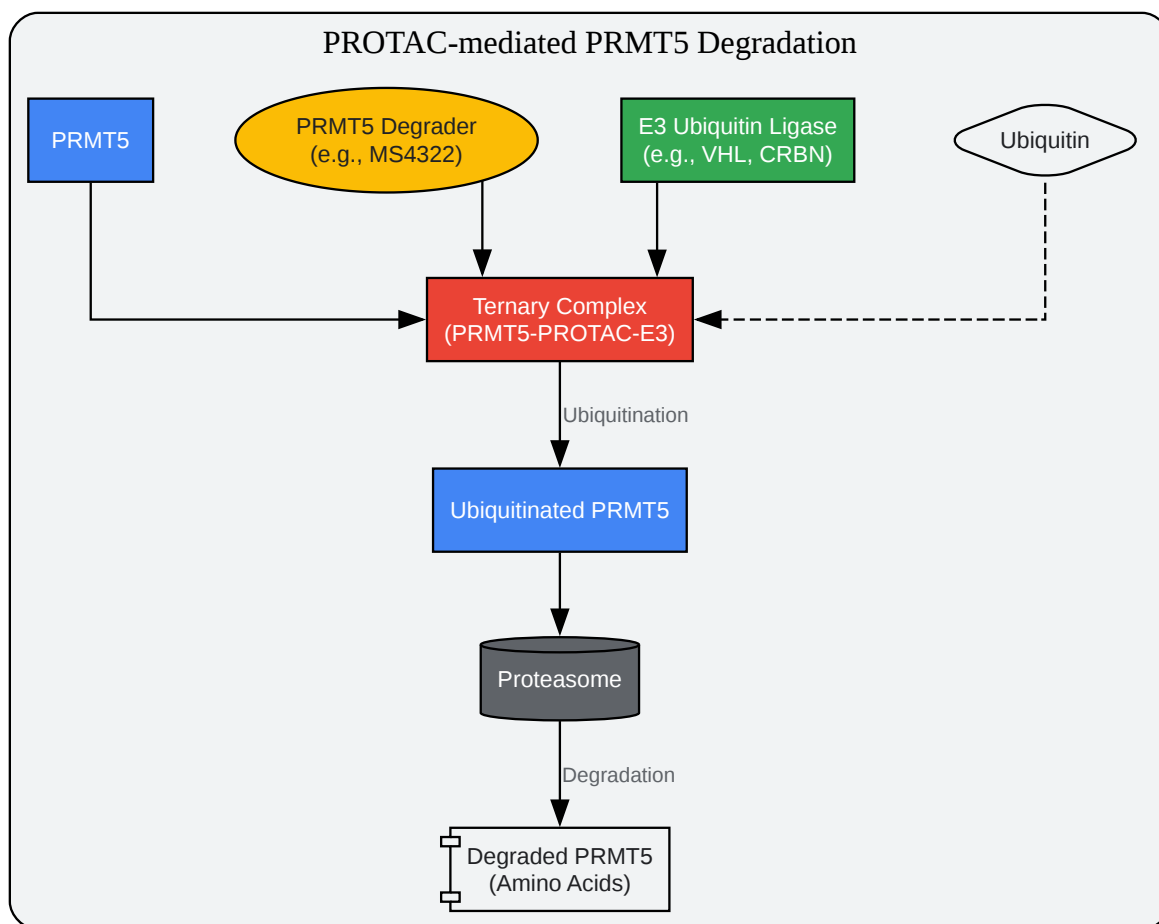 PROTAC-mediated PRMT5 Degradation
PRMT5
PRMT5 Degrader
(e.g., MS4322)
E3 Ubiquitin Ligase
(e.g., VHL, CRBN)
Ubiquitin
Ternary Complex
(PRMT5-PROTAC-E3)
Ubiquitination
Ubiquitinated PRMT5
Proteasome
Degradation
Degraded PRMT5
(Amino Acids)